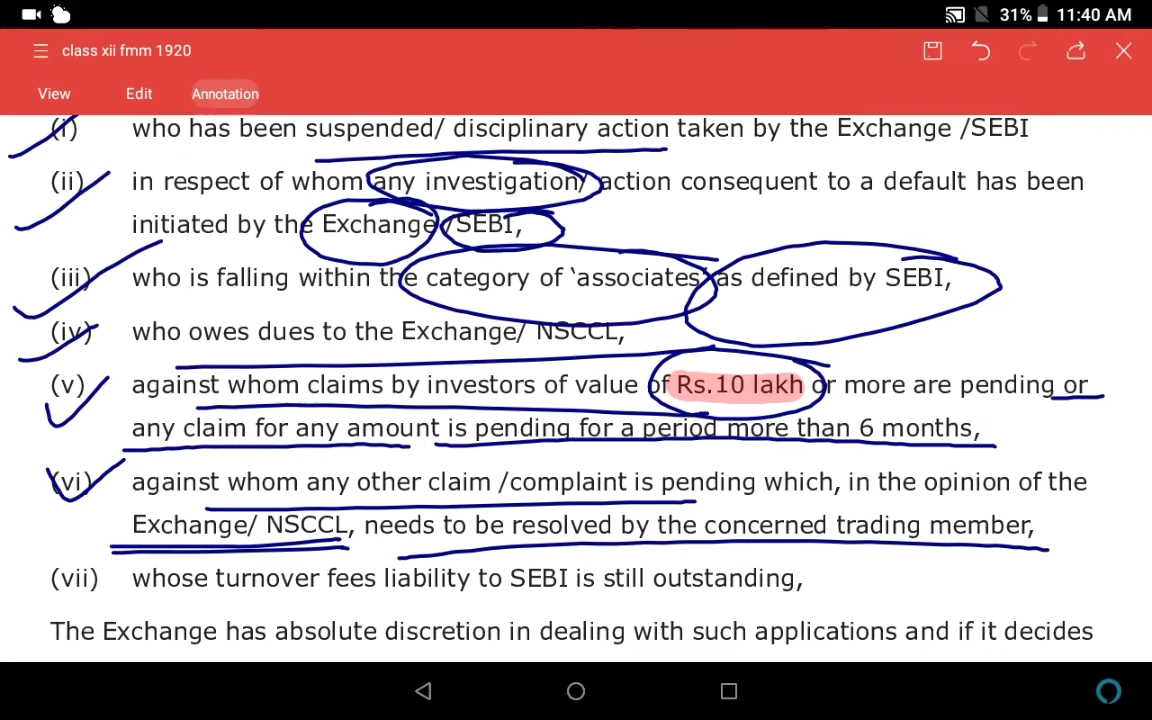 31% 11:40 AM
class xii fmm 1920
View Edit Annotation
(i) who has been suspended/ disciplinary action taken by the Exchange /SEBI
(ii) in respect of whom any investigation/ action consequent to a default has been
initiated by the Exchange /SEBI,
(iii) who is falling within the category of ‘associates’ as defined by SEBI,
(iv) who owes dues to the Exchange/ NSCCL,
(v) against whom claims by investors of value of Rs.10 lakh or more are pending or
any claim for any amount is pending for a period more than 6 months,
(vi) against whom any other claim /complaint is pending which, in the opinion of the
Exchange/ NSCCL, needs to be resolved by the concerned trading member,
(vii) whose turnover fees liability to SEBI is still outstanding,
The Exchange has absolute discretion in dealing with such applications and if it decides